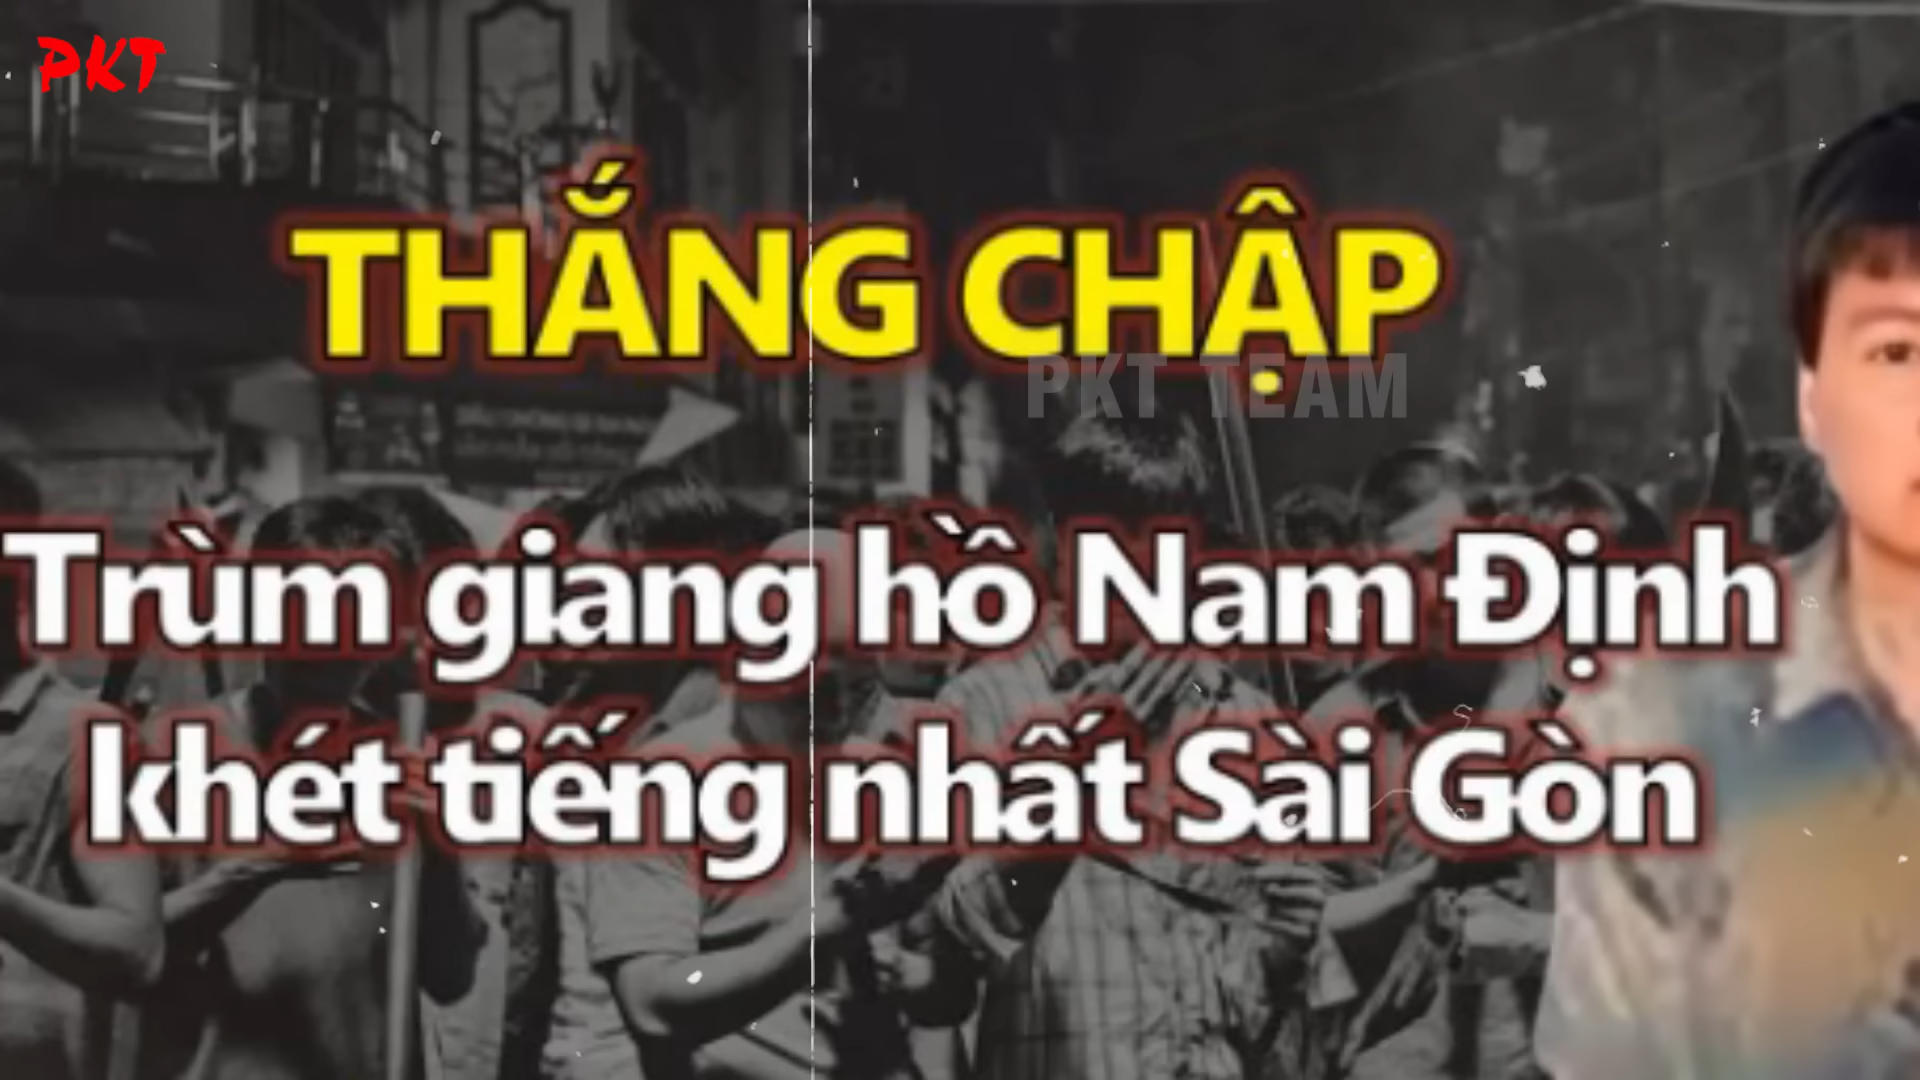 PKT
THẮNG CHẬP
PKT TEAM
Trùm giang hồ Nam Định
khét tiếng nhất Sài Gòn